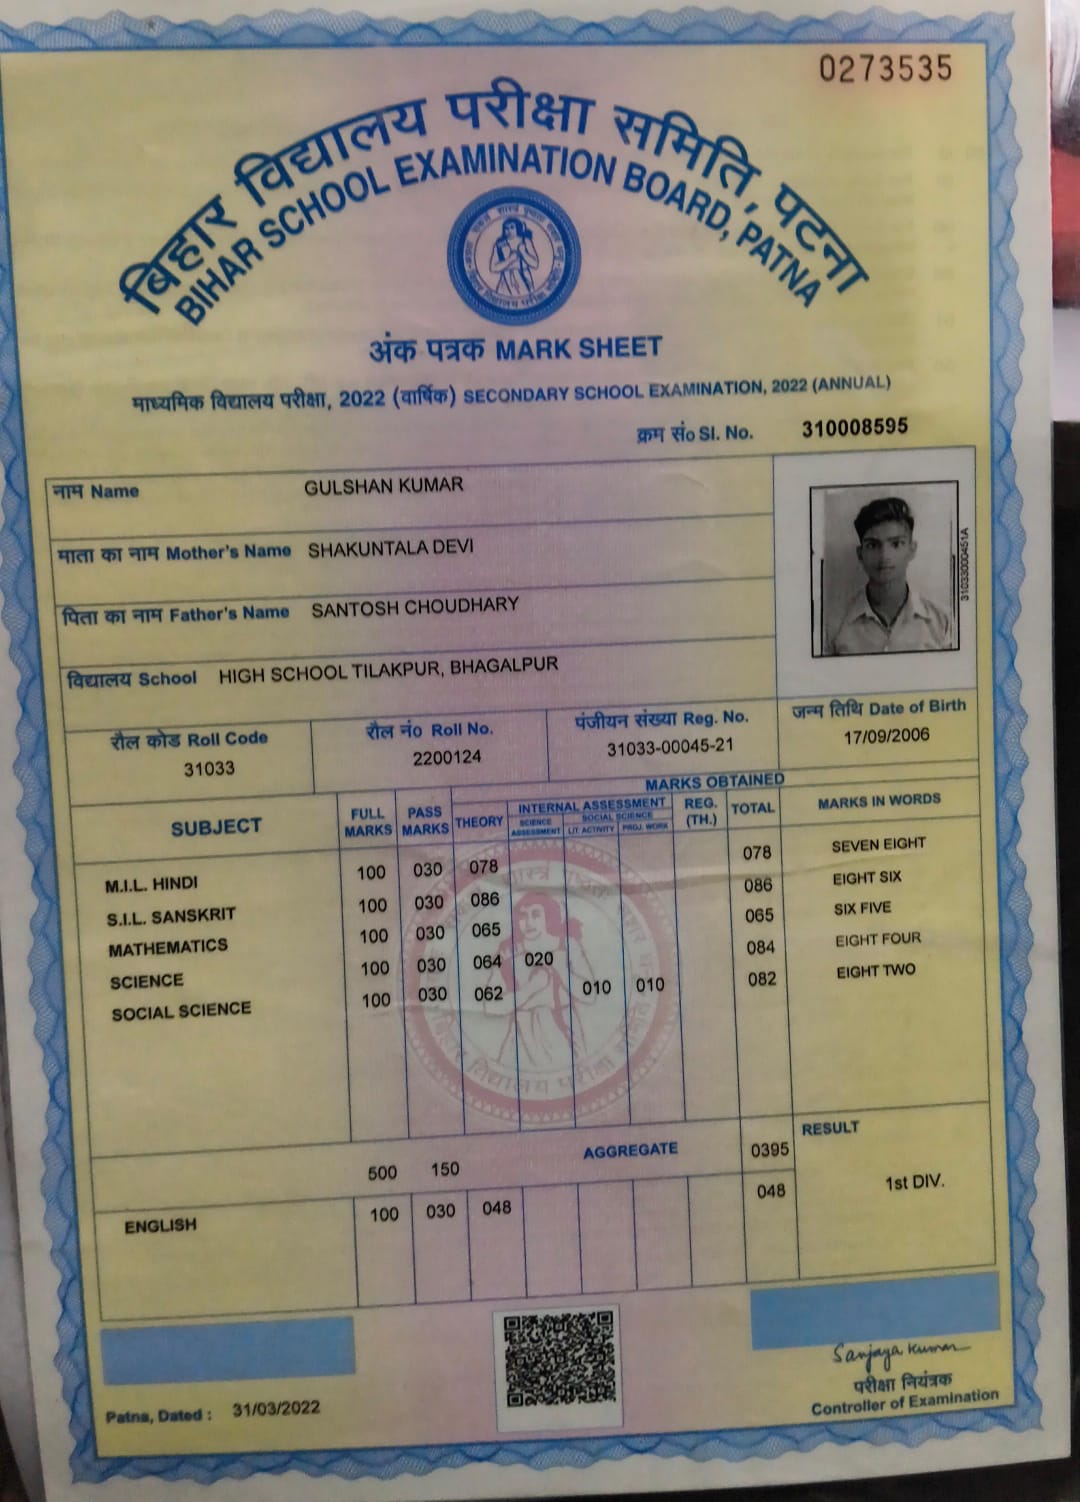 0273535
बिहार विद्यालय परीक्षा समिति, पटना
BIHAR SCHOOL EXAMINATION BOARD, PATNA
अंक पत्रक MARK SHEET
माध्यमिक विद्यालय परीक्षा, 2022 (वार्षिक) SECONDARY SCHOOL EXAMINATION, 2022 (ANNUAL)
क्रम सं० SI. No. 310008595
नाम Name GULSHAN KUMAR
माता का नाम Mother's Name SHAKUNTALA DEVI
पिता का नाम Father's Name SANTOSH CHOUDHARY
विद्यालय School HIGH SCHOOL TILAKPUR, BHAGALPUR
31033000451A
रौल कोड Roll Code रौल नं० Roll No. पंजीयन संख्या Reg. No. जन्म तिथि Date of Birth
31033 2200124 31033-00045-21 17/09/2006
MARKS OBTAINED
SUBJECT FULL MARKS PASS MARKS THEORY INTERNAL ASSESSMENT REG. (TH.) TOTAL MARKS IN WORDS
SCIENCE ASSESSMENT SOCIAL SCIENCE LIT ACTIVITY PROJ. WORK
M.I.L. HINDI 100 030 078 078 SEVEN EIGHT
S.I.L. SANSKRIT 100 030 086 086 EIGHT SIX
MATHEMATICS 100 030 065 065 SIX FIVE
SCIENCE 100 030 064 020 084 EIGHT FOUR
SOCIAL SCIENCE 100 030 062 010 010 082 EIGHT TWO
500 150 AGGREGATE 0395 RESULT
1st DIV.
ENGLISH 100 030 048 048
Sanjaya Kumar
परीक्षा नियंत्रक
Controller of Examination
Patna, Dated : 31/03/2022